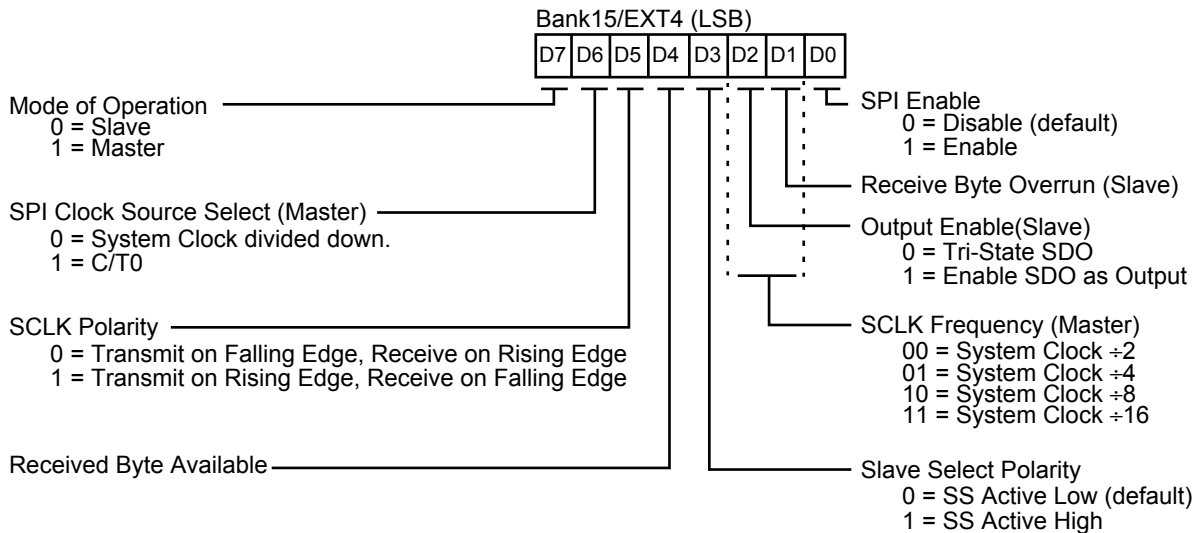 Bank15/EXT4 (LSB)
D7 D6 D5 D4 D3 D2 D1 D0
Mode of Operation
0 = Slave
1 = Master
SPI Clock Source Select (Master)
0 = System Clock divided down.
1 = C/T0
SCLK Polarity
0 = Transmit on Falling Edge, Receive on Rising Edge
1 = Transmit on Rising Edge, Receive on Falling Edge
Received Byte Available
SPI Enable
0 = Disable (default)
1 = Enable
Receive Byte Overrun (Slave)
Output Enable(Slave)
0 = Tri-State SDO
1 = Enable SDO as Output
SCLK Frequency (Master)
00 = System Clock ÷2
01 = System Clock ÷4
10 = System Clock ÷8
11 = System Clock ÷16
Slave Select Polarity
0 = SS Active Low (default)
1 = SS Active High